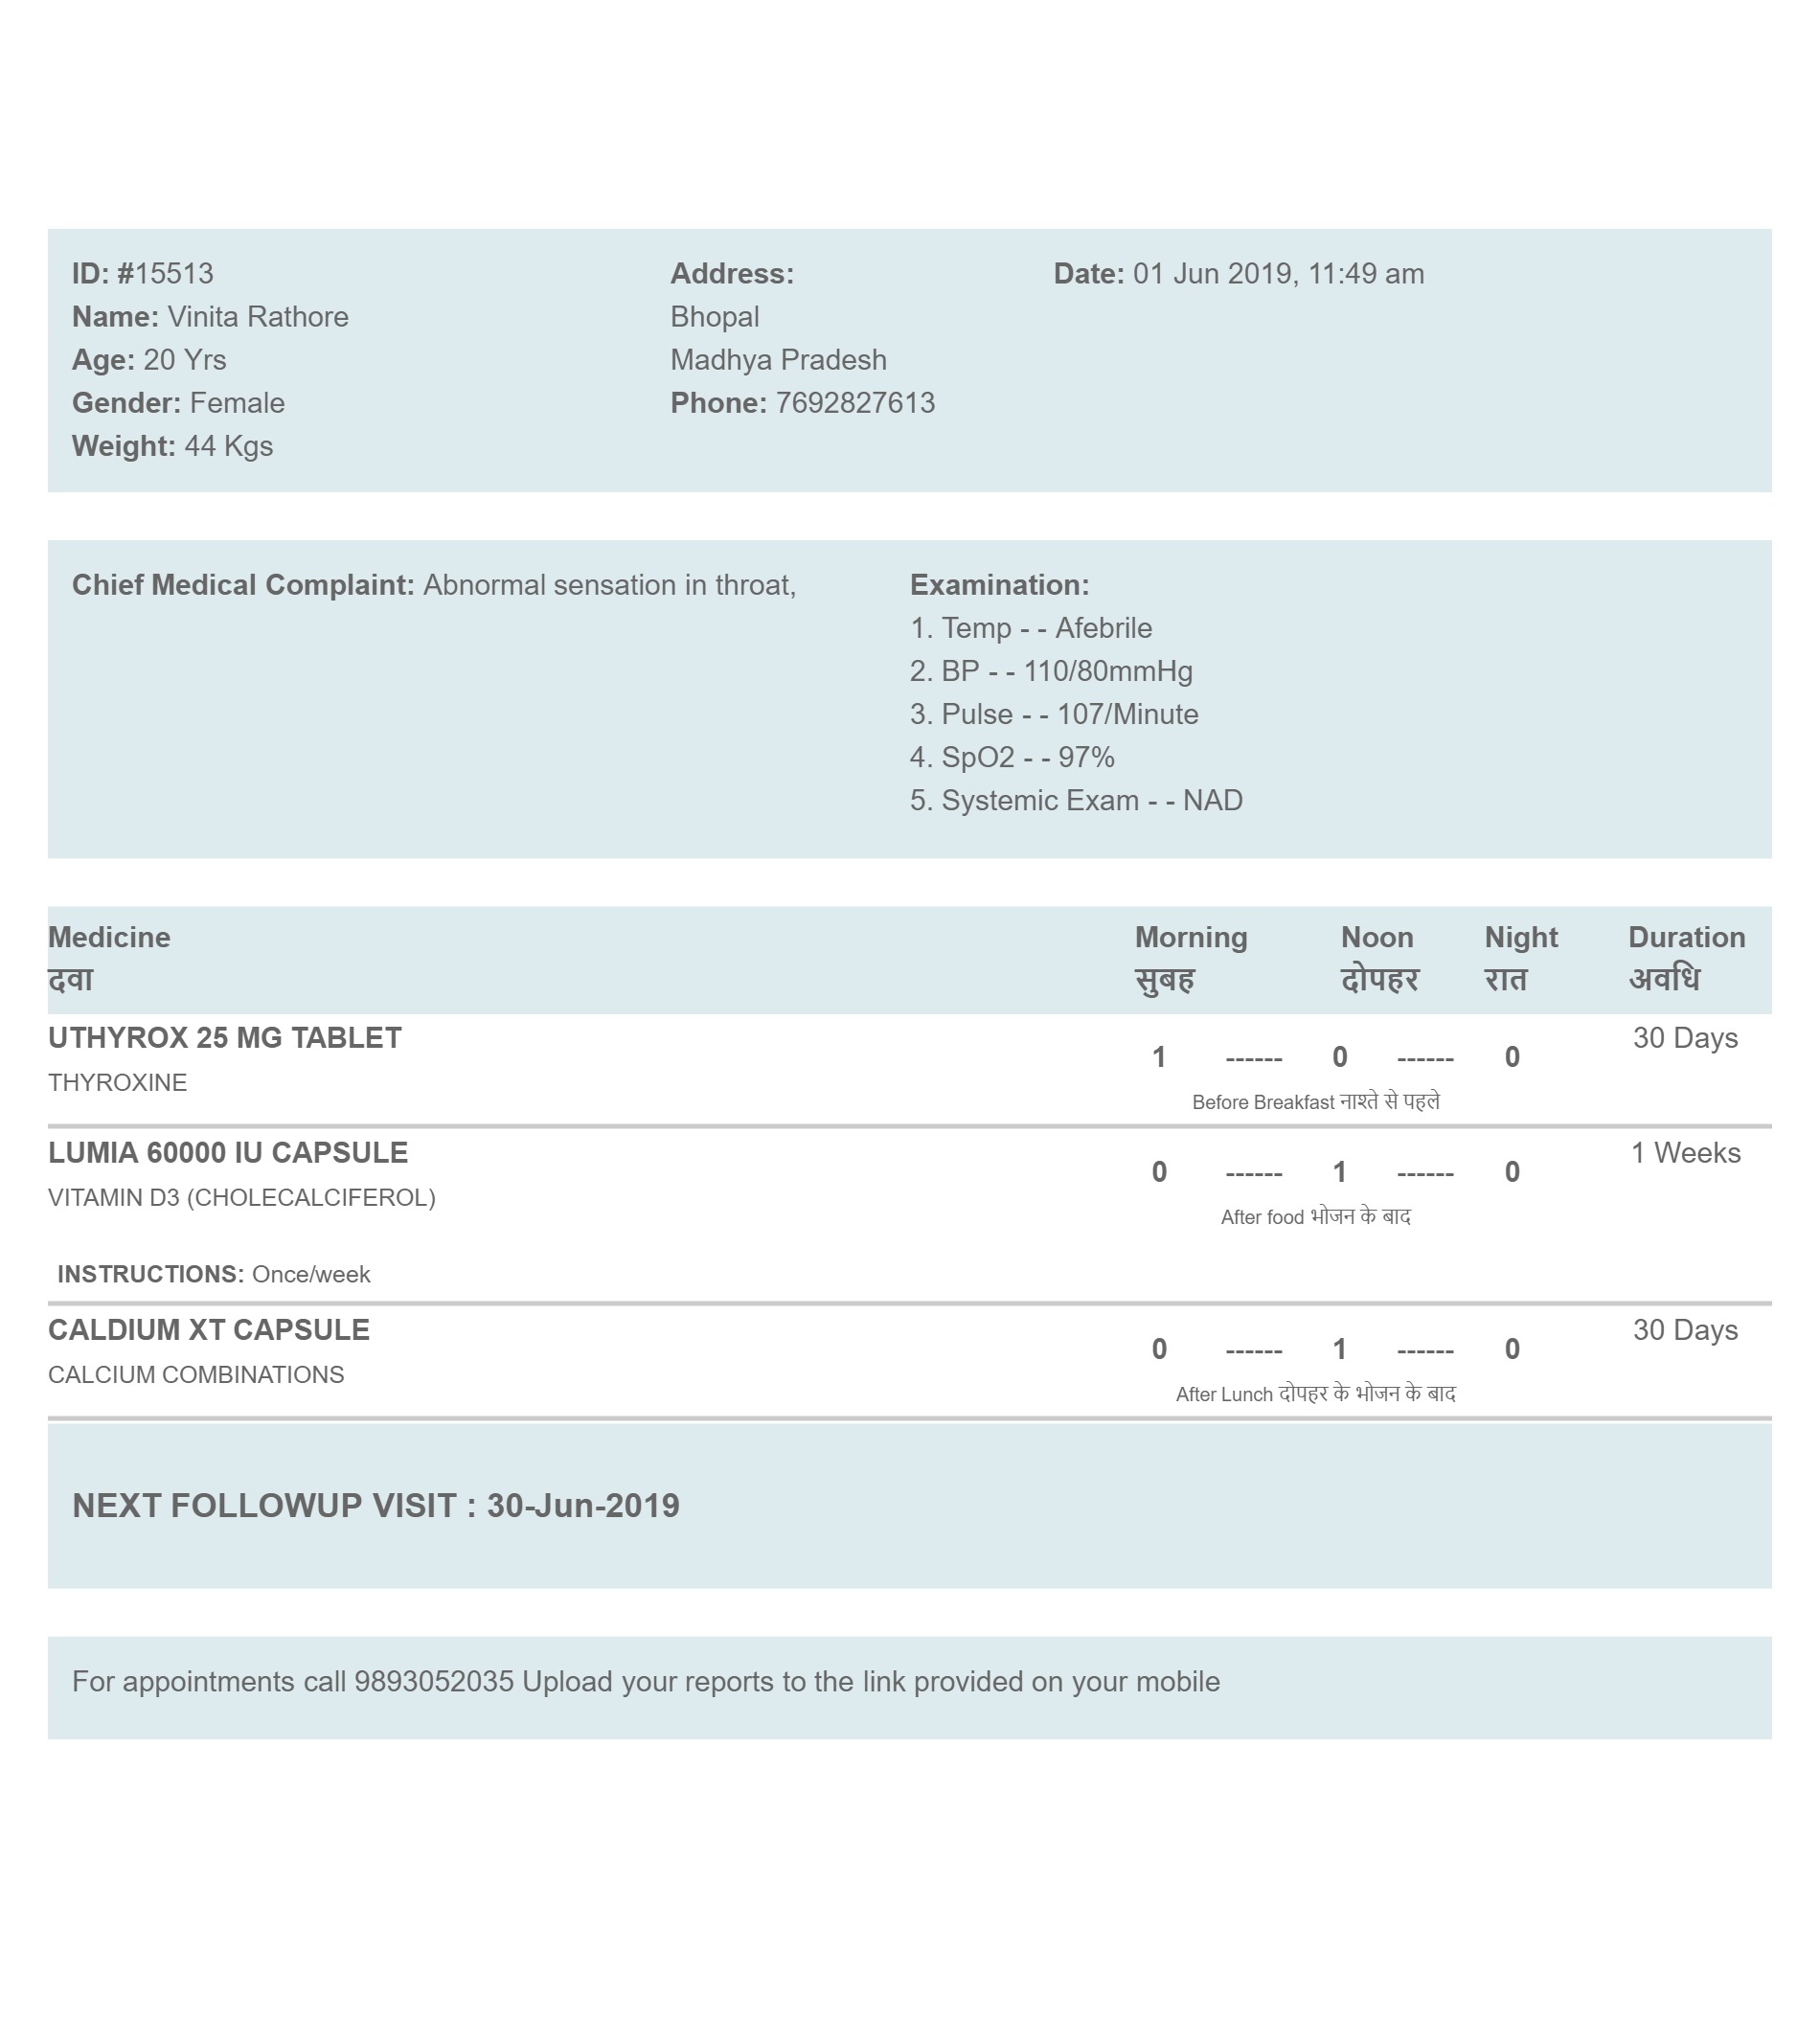 ID: #15513
Name: Vinita Rathore
Age: 20 Yrs
Gender: Female
Weight: 44 Kgs
Address:
Bhopal
Madhya Pradesh
Phone: 7692827613
Date: 01 Jun 2019, 11:49 am
Chief Medical Complaint: Abnormal sensation in throat,
Examination:
1. Temp - - Afebrile
2. BP - - 110/80mmHg
3. Pulse - - 107/Minute
4. SpO2 - - 97%
5. Systemic Exam - - NAD
Medicine Morning Noon Night Duration
दवा सुबह दोपहर रात अवधि
UTHYROX 25 MG TABLET 30 Days
1 ------ 0 ------ 0
THYROXINE
Before Breakfast नाश्ते से पहले
LUMIA 60000 IU CAPSULE 1 Weeks
0 ------ 1 ------ 0
VITAMIN D3 (CHOLECALCIFEROL)
After food भोजन के बाद
INSTRUCTIONS: Once/week
CALDIUM XT CAPSULE 30 Days
0 ------ 1 ------ 0
CALCIUM COMBINATIONS
After Lunch दोपहर के भोजन के बाद
NEXT FOLLOWUP VISIT : 30-Jun-2019
For appointments call 9893052035 Upload your reports to the link provided on your mobile